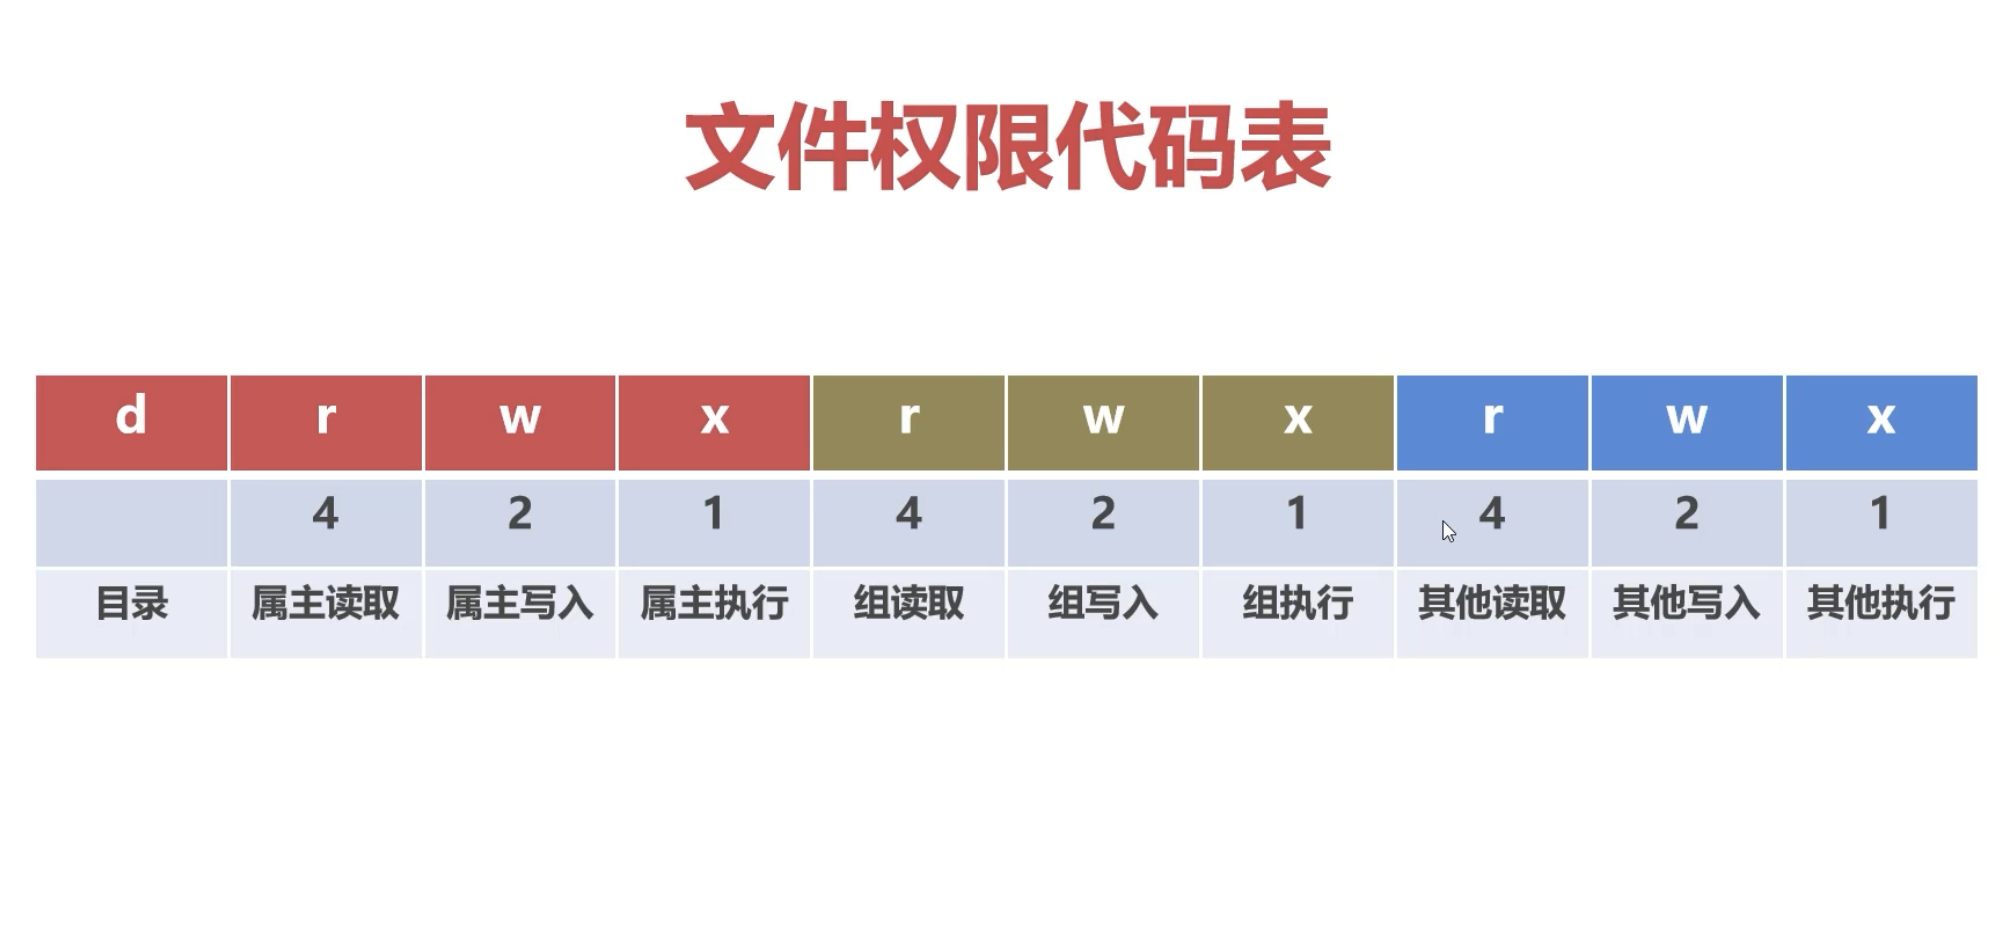 文件权限代码表
d r w x r w x r w x
4 2 1 4 2 1 4 2 1
目录 属主读取 属主写入 属主执行 组读取 组写入 组执行 其他读取 其他写入 其他执行